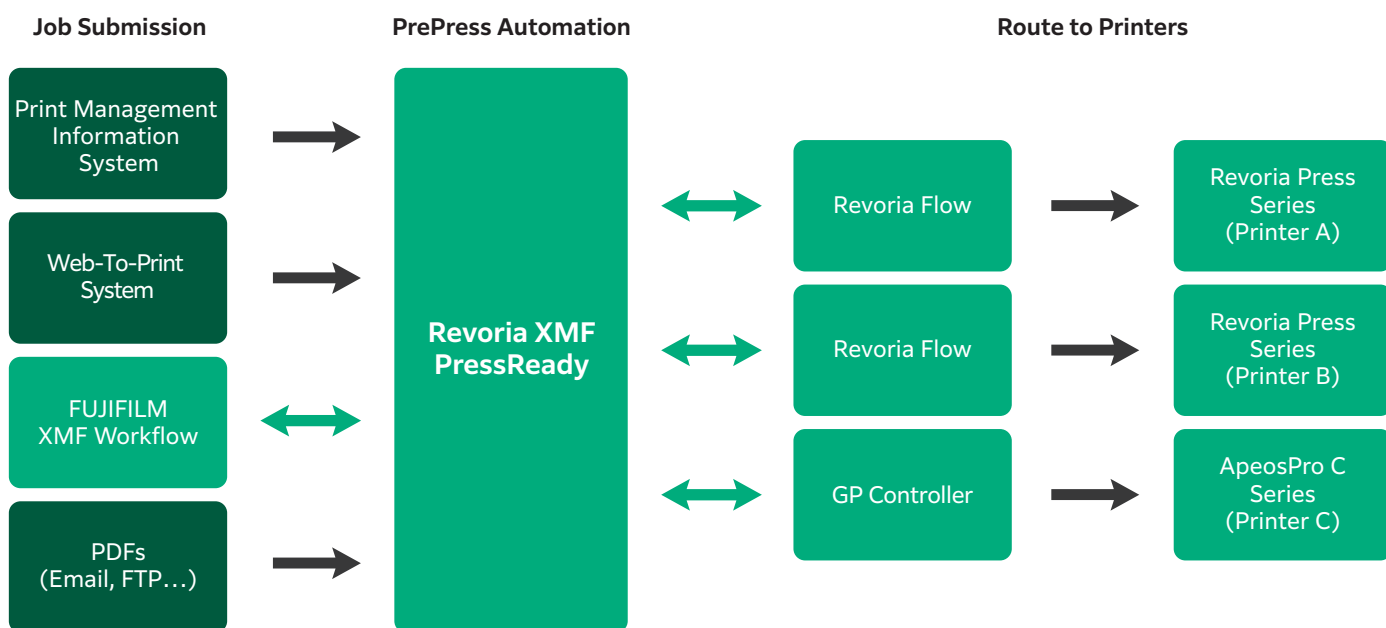 Job Submission
PrePress Automation
Route to Printers
Print Management
Information
System
Web-To-Print
System
FUJIFILM
XMF Workflow
PDFs
(Email, FTP...)
Revoria XMF
PressReady
Revoria Flow
Revoria Press
Series
(Printer A)
Revoria Flow
Revoria Press
Series
(Printer B)
GP Controller
ApeosPro C
Series
(Printer C)